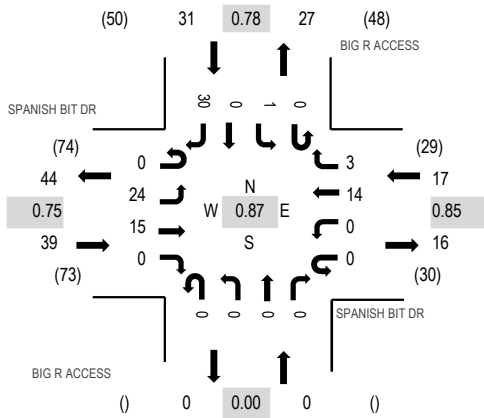 (50) 31 0.78 27 (48)
BIG R ACCESS
SPANISH BIT DR
30 0 1 0
(74) (29)
0 3
44 17
24 N 14
0.75 W 0.87 E 0.85
15 0
39 S 16
0 0
(73) (30)
0 0 0 0
SPANISH BIT DR
BIG R ACCESS
() 0 0.00 0 ()